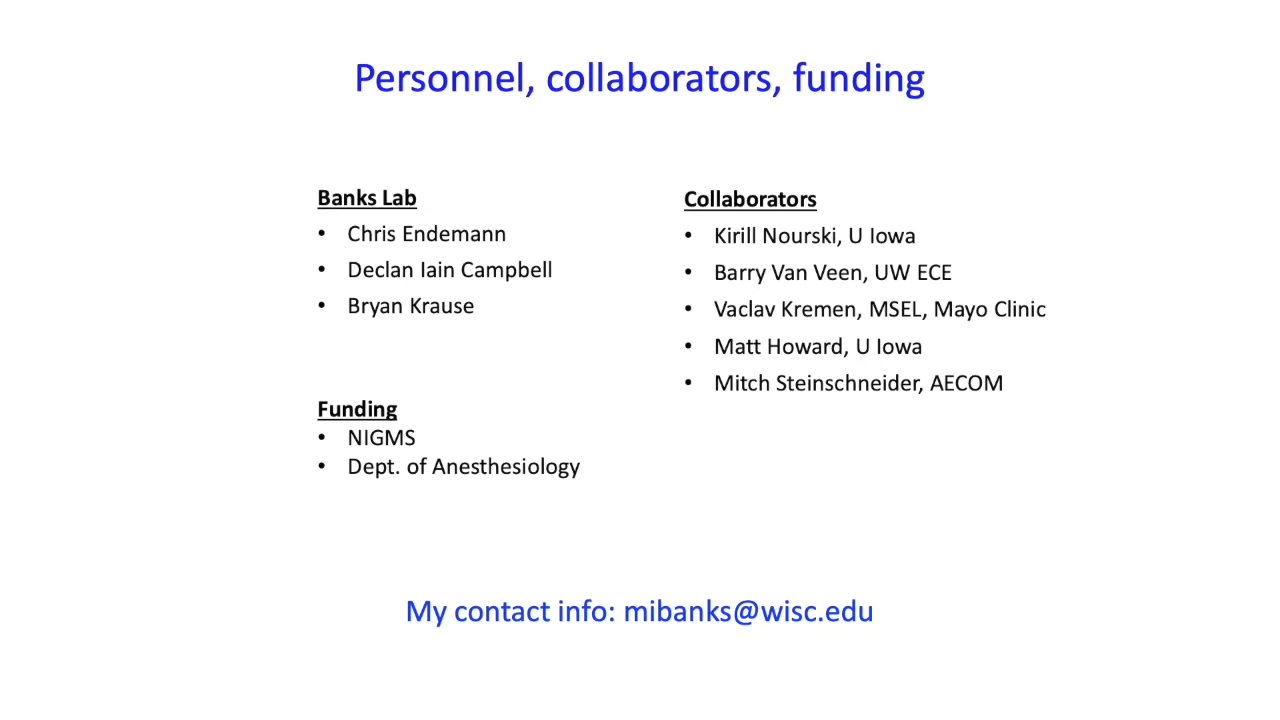 Personnel, collaborators, funding
Banks Lab
• Chris Endemann
• Declan Iain Campbell
• Bryan Krause
Funding
• NIGMS
• Dept. of Anesthesiology
Collaborators
• Kirill Nourski, U Iowa
• Barry Van Veen, UW ECE
• Vaclav Kremen, MSEL, Mayo Clinic
• Matt Howard, U Iowa
• Mitch Steinschneider, AECOM
My contact info: mibanks@wisc.edu